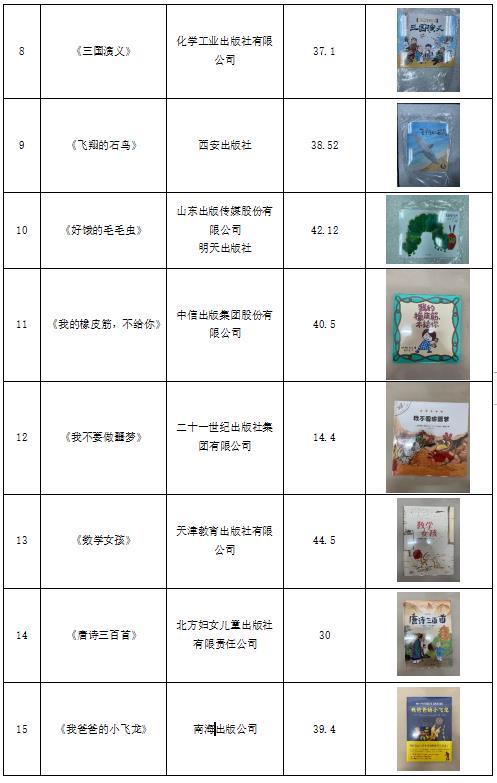 8
《三国演义》
化学工业出版社有限
公司
37.1
三国演义
9
《飞翔的石鸟》
西安出版社
38.52
10
《好饿的毛毛虫》
山东出版传媒股份有
限公司
明天出版社
42.12
11
《我的橡皮筋，不给你》
中信出版集团股份有
限公司
40.5
我的
橡皮筋，
不给你
12
《我不要做噩梦》
二十一世纪出版社集
团有限公司
14.4
我不要做噩梦
13
《数学女孩》
天津教育出版社有限
公司
44.5
数学
女孩
14
《唐诗三百首》
北方妇女儿童出版社
有限责任公司
30
唐诗三百首
15
《我爸爸的小飞龙》
南海出版公司
39.4
我爸爸的小飞龙